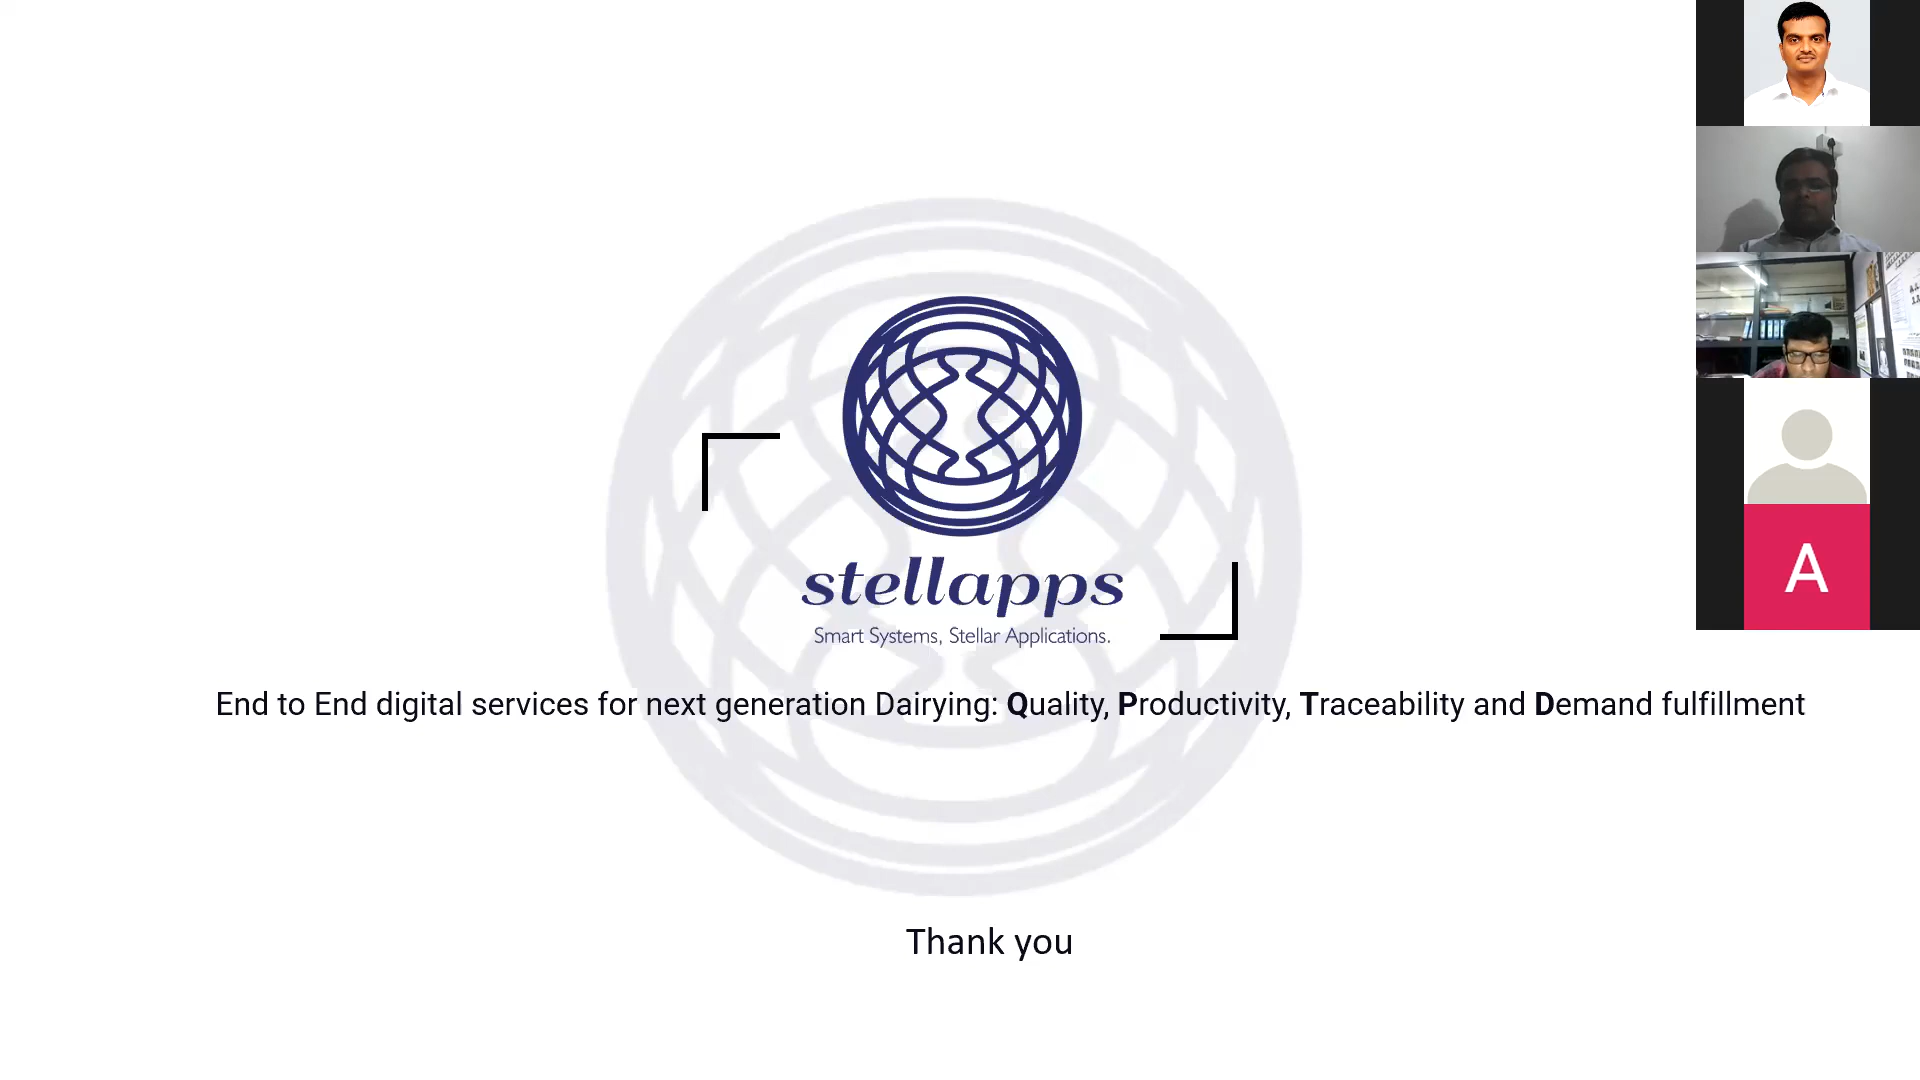 stellapps
Smart Systems, Stellar Applications.
End to End digital services for next generation Dairying: Quality, Productivity, Traceability and Demand fulfillment
Thank you
A